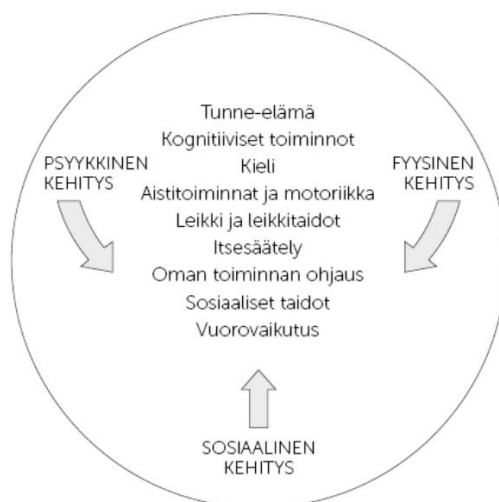 Tunne-elämä
Kognitiiviset toiminnot
Kieli
Aistitoiminnat ja motoriikka
Leikki ja leikkitaidot
Itsesäätely
Oman toiminnan ohjaus
Sosiaaliset taidot
Vuorovaikutus
PSYYKKINEN
KEHITYS
FYYSINEN
KEHITYS
SOSIAALINEN
KEHITYS